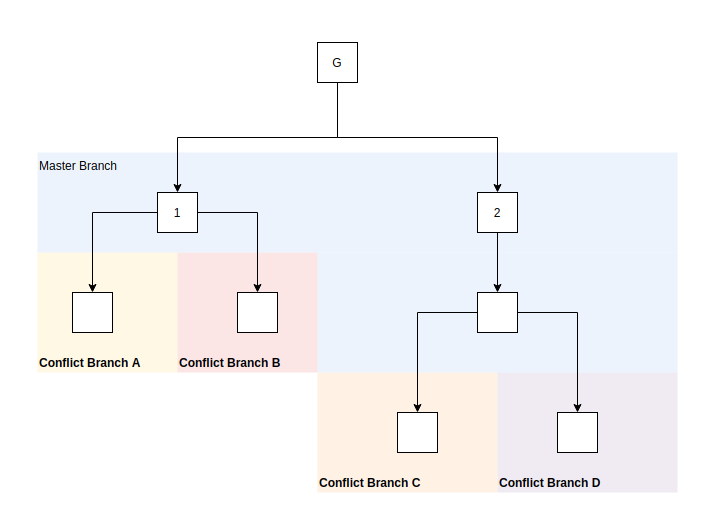 G
Master Branch
1
2
Conflict Branch A
Conflict Branch B
Conflict Branch C
Conflict Branch D